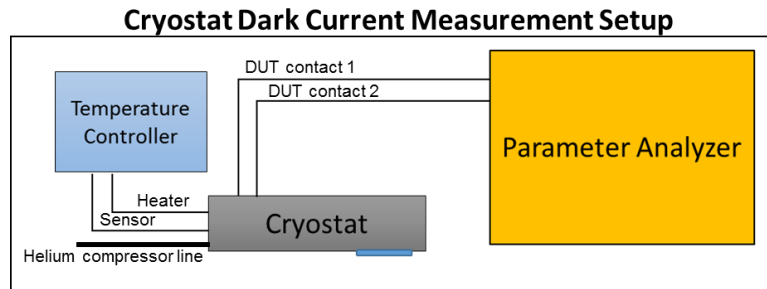 Cryostat Dark Current Measurement Setup
DUT contact 1
DUT contact 2
Temperature
Controller
Parameter Analyzer
Heater
Sensor
Cryostat
Helium compressor line